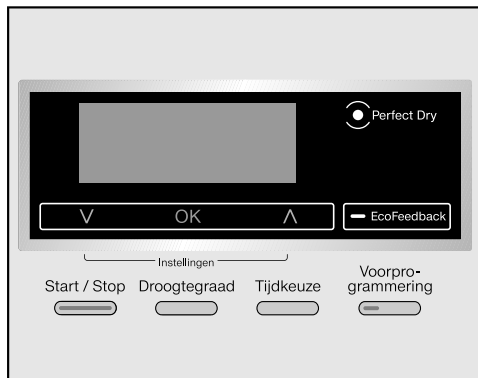 Perfect Dry
OK
EcoFeedback
Instellingen
Start / Stop
Droogtegraad
Tijdkeuze
Voorpro-
grammering